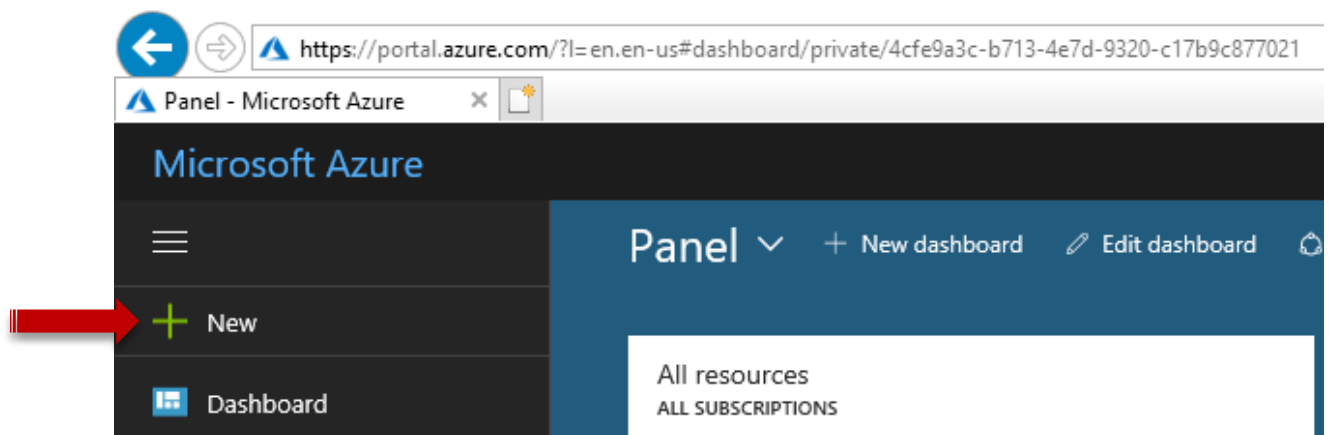 https://portal.azure.com/?l=en.en-us#dashboard/private/4cfe9a3c-b713-4e7d-9320-c17b9c877021
Panel - Microsoft Azure
Microsoft Azure
Panel New dashboard Edit dashboard
New
All resources
ALL SUBSCRIPTIONS
Dashboard